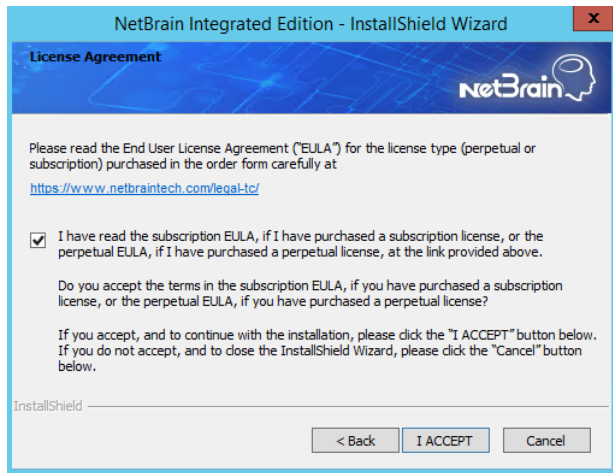 NetBrain Integrated Edition - InstallShield Wizard
x
License Agreement
NetBrain
Please read the End User License Agreement ("EULA") for the license type (perpetual or
subscription) purchased in the order form carefully at
https://www.netbraintech.com/legal-tc/
I have read the subscription EULA, if I have purchased a subscription license, or the
perpetual EULA, if I have purchased a perpetual license, at the link provided above.
Do you accept the terms in the subscription EULA, if you have purchased a subscription
license, or the perpetual EULA, if you have purchased a perpetual license?
If you accept, and to continue with the installation, please click the "I ACCEPT" button below.
If you do not accept, and to close the InstallShield Wizard, please click the "Cancel" button
below.
InstallShield
< Back I ACCEPT Cancel